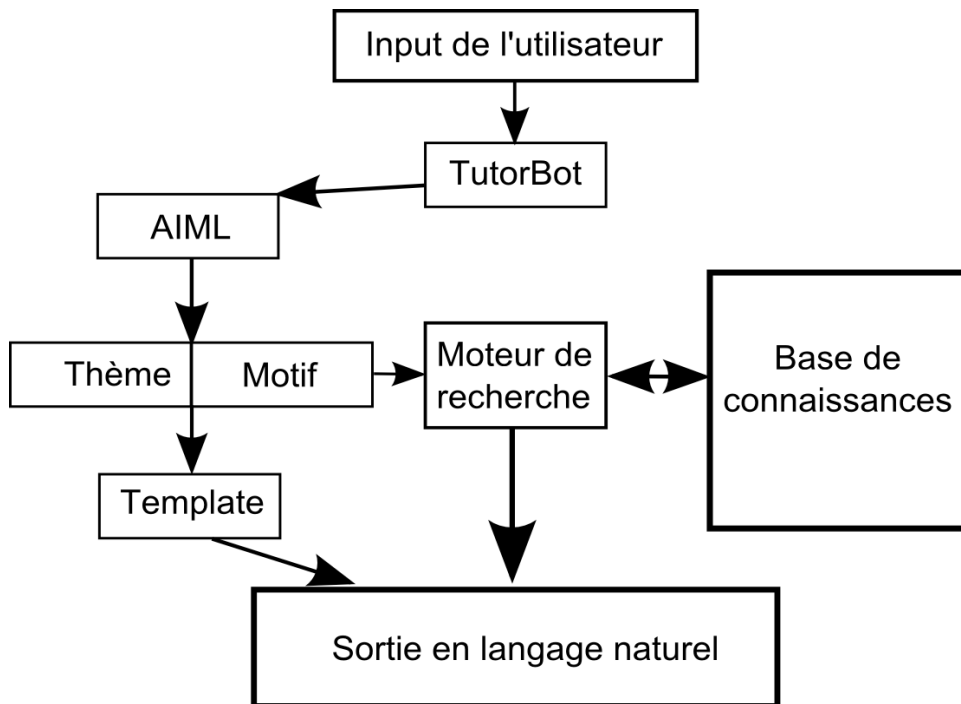 Input de l'utilisateur
TutorBot
AIML
Thème
Motif
Moteur de
recherche
Base de
connaissances
Template
Sortie en langage naturel